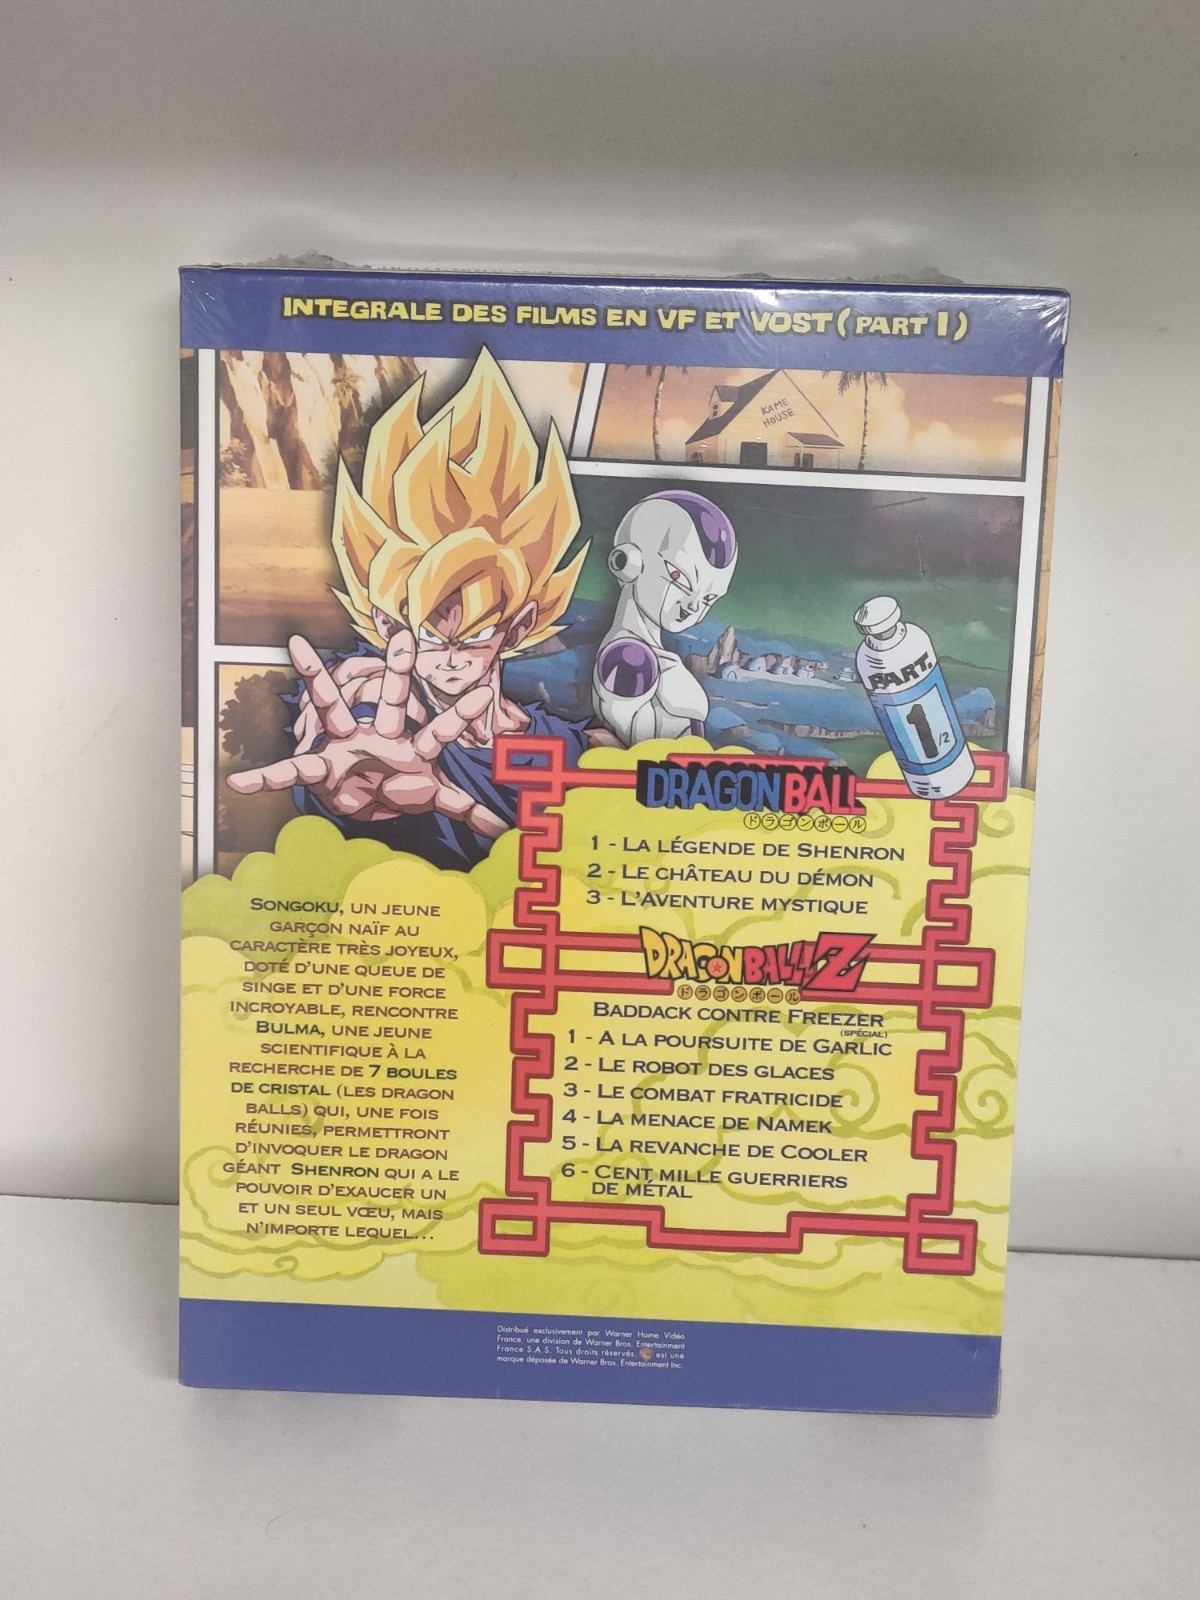 INTEGRALE DES FILMS EN VF ET VOST (PART 1)
KAME
HOUSE
PART.
1/2
DRAGON BALL
ドラゴンボール
1 - LA LÉGENDE DE SHENRON
2 - LE CHÂTEAU DU DÉMON
3 - L'AVENTURE MYSTIQUE
DRAGON BALL Z
ドラゴンボール
BADDACK CONTRE FREEZER
(SPÉCIAL)
1 - A LA POURSUITE DE GARLIC
2 - LE ROBOT DES GLACES
3 - LE COMBAT FRATRICIDE
4 - LA MENACE DE NAMEK
5 - LA REVANCHE DE COOLER
6 - CENT MILLE GUERRIERS
DE MÉTAL
SONGOKU, UN JEUNE
GARÇON NAÏF AU
CARACTÈRE TRÈS JOYEUX,
DOTÉ D'UNE QUEUE DE
SINGE ET D'UNE FORCE
INCROYABLE, RENCONTRE
BULMA, UNE JEUNE
SCIENTIFIQUE À LA
RECHERCHE DE 7 BOULES
DE CRISTAL (LES DRAGON
BALLS) QUI, UNE FOIS
RÉUNIES, PERMETTRONT
D'INVOQUER LE DRAGON
GÉANT SHENRON QUI A LE
POUVOIR D'EXAUCER UN
ET UN SEUL VŒU, MAIS
N'IMPORTE LEQUEL...
Distribué exclusivement par Warner Home Vidéo
France, une division de Warner Bros. Entertainment
France S.A.S. Tous droits réservés. est une
marque déposée de Warner Bros. Entertainment Inc.